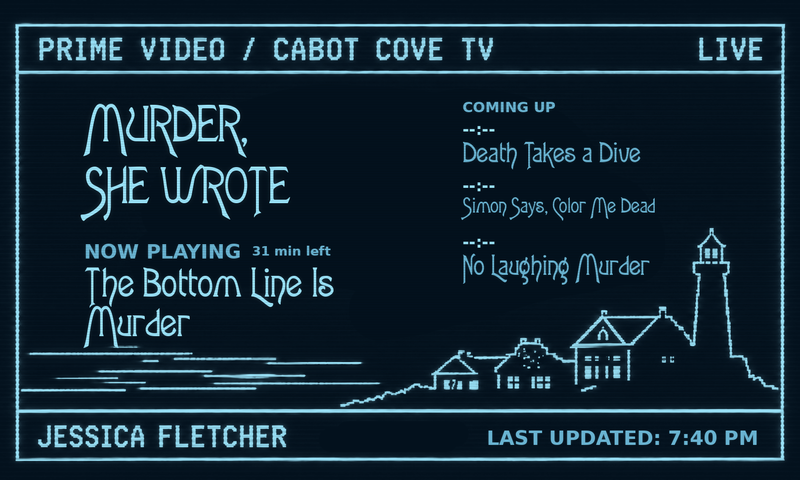 PRIME VIDEO / CABOT COVE TV
LIVE
MURDER,
SHE WROTE
NOW PLAYING 31 min left
The Bottom Line Is
Murder
COMING UP
--:--
Death Takes a Dive
--:--
Simon Says, Color Me Dead
--:--
No Laughing Murder
JESSICA FLETCHER
LAST UPDATED: 7:40 PM